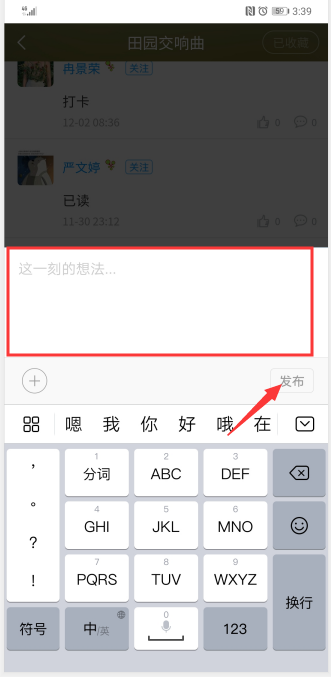 3:39
田园交响曲
已收藏
冉景荣 关注
打卡
12-02 08:36 0 0
严文婷 关注
已读
11-30 23:12 0 0
这一刻的想法...
发布
嗯 我 你 好 哦 在
， 1 分词 2 ABC 3 DEF
。 4 GHI 5 JKL 6 MNO
？ 7 PQRS 8 TUV 9 WXYZ 换行
！
符号 中/英 0 123